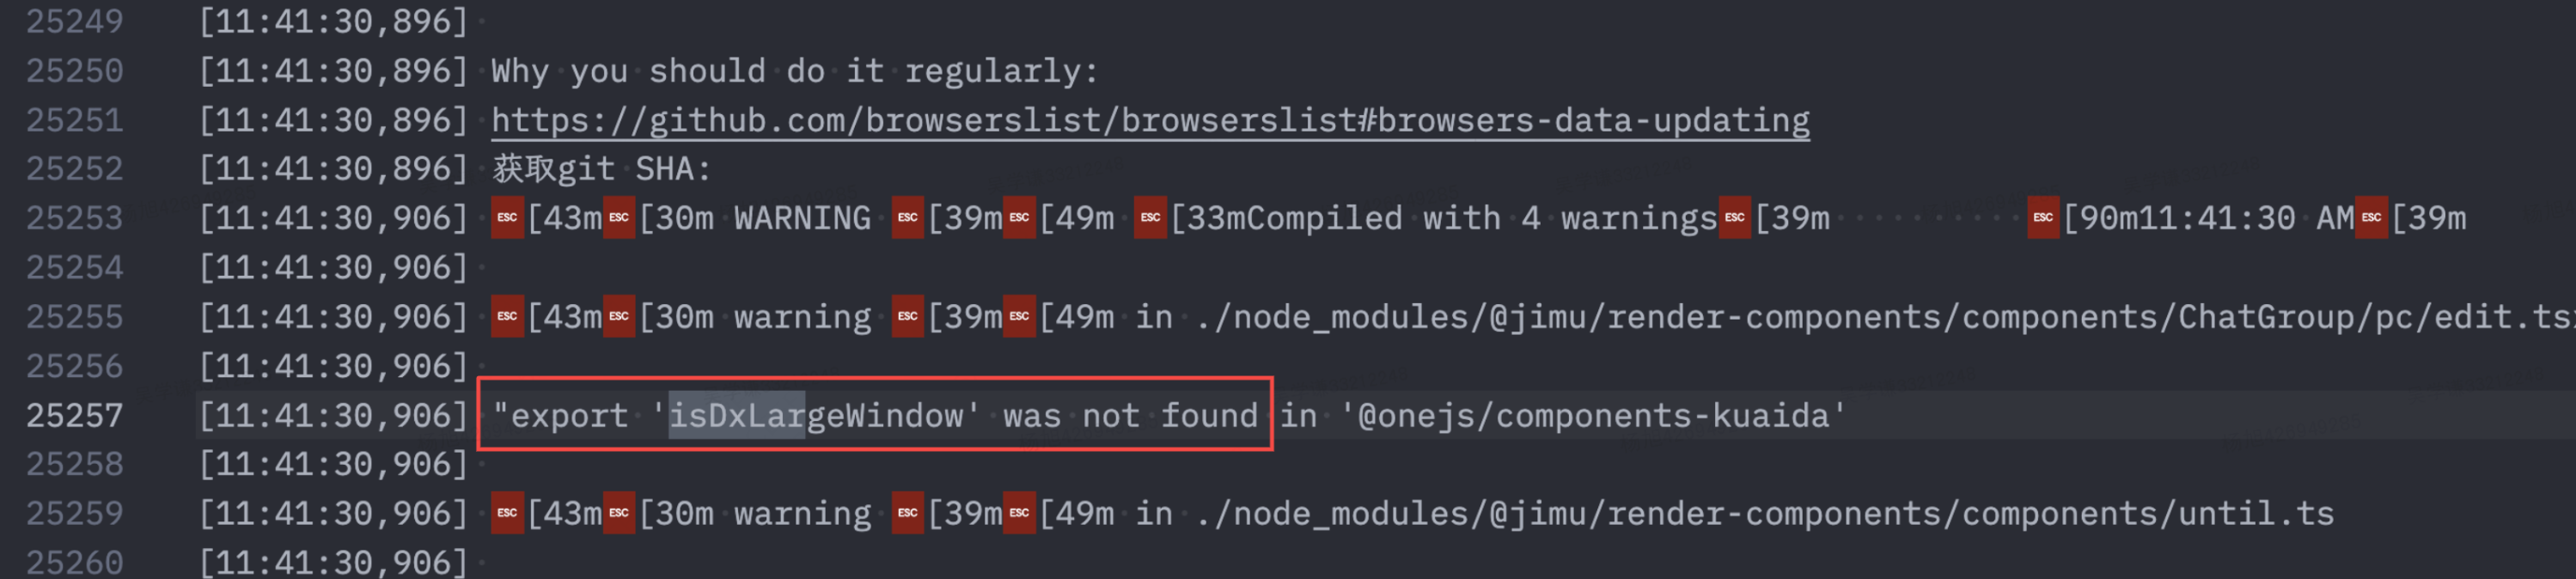 25249 [11:41:30,896]
25250 [11:41:30,896] Why you should do it regularly:
25251 [11:41:30,896] https://github.com/browserslist/browserslist#browsers-data-updating
25252 [11:41:30,896] 获取git SHA:
25253 [11:41:30,906] ESC[43mESC[30m WARNING ESC[39mESC[49m ESC[33mCompiled with 4 warningsESC[39m ESC[90m11:41:30 AMESC[39m
25254 [11:41:30,906]
25255 [11:41:30,906] ESC[43mESC[30m warning ESC[39mESC[49m in ./node_modules/@jimu/render-components/components/ChatGroup/pc/edit.ts
25256 [11:41:30,906]
25257 [11:41:30,906] "export 'isDxLargeWindow' was not found in '@onejs/components-kuaida'
25258 [11:41:30,906]
25259 [11:41:30,906] ESC[43mESC[30m warning ESC[39mESC[49m in ./node_modules/@jimu/render-components/components/until.ts
25260 [11:41:30,906]